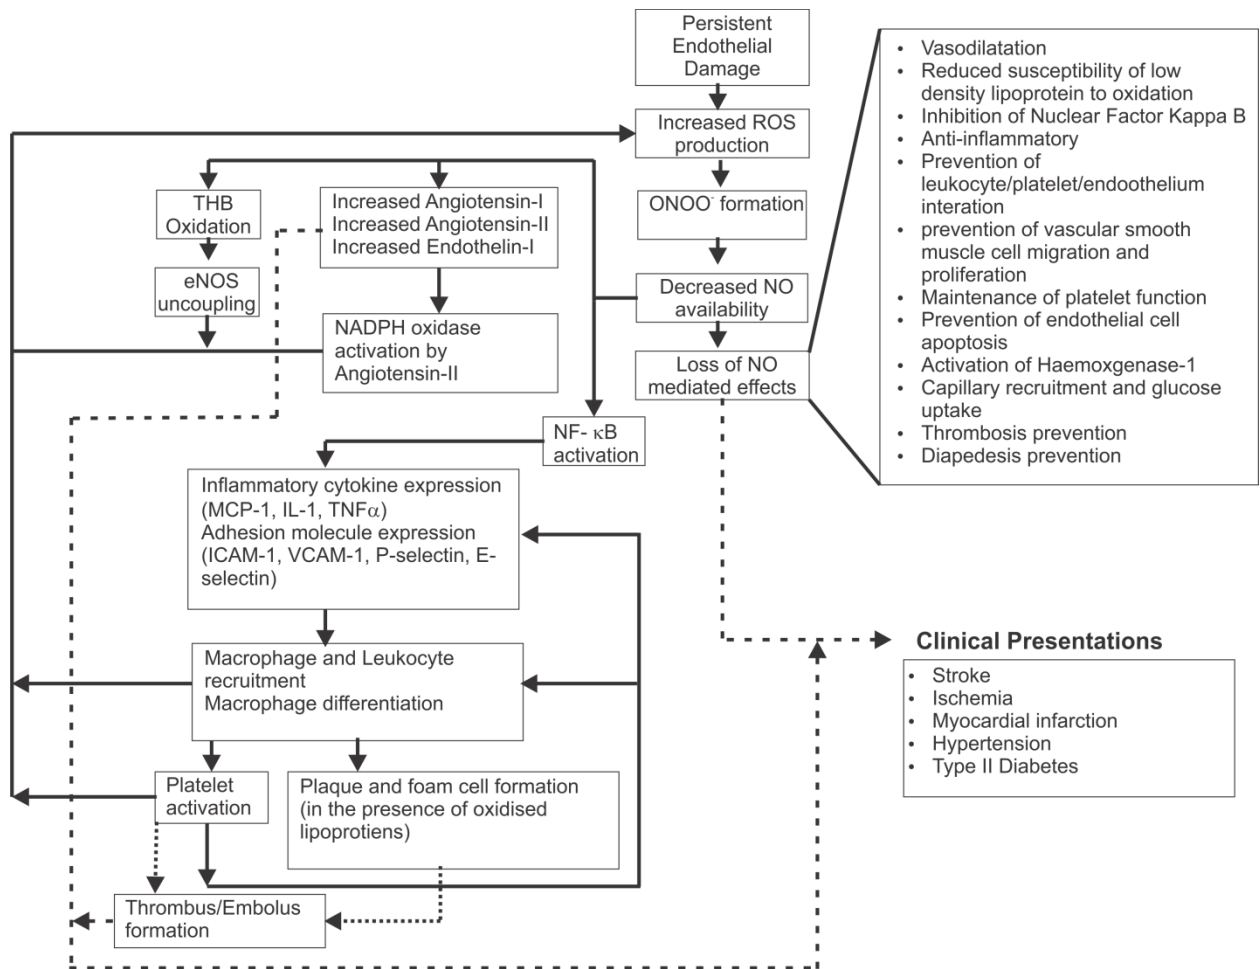 Persistent
Endothelial
Damage
Increased ROS
production
ONOO⁻ formation
Decreased NO
availability
Loss of NO
mediated effects
• Vasodilatation
• Reduced susceptibility of low
density lipoprotein to oxidation
• Inhibition of Nuclear Factor Kappa B
• Anti-inflammatory
• Prevention of
leukocyte/platelet/endoothelium
interation
• prevention of vascular smooth
muscle cell migration and
proliferation
• Maintenance of platelet function
• Prevention of endothelial cell
apoptosis
• Activation of Haemoxgenase-1
• Capillary recruitment and glucose
uptake
• Thrombosis prevention
• Diapedesis prevention
THB
Oxidation
eNOS
uncoupling
Increased Angiotensin-I
Increased Angiotensin-II
Increased Endothelin-I
NADPH oxidase
activation by
Angiotensin-II
NF- κB
activation
Inflammatory cytokine expression
(MCP-1, IL-1, TNFα)
Adhesion molecule expression
(ICAM-1, VCAM-1, P-selectin, E-
selectin)
Macrophage and Leukocyte
recruitment
Macrophage differentiation
Platelet
activation
Plaque and foam cell formation
(in the presence of oxidised
lipoprotiens)
Thrombus/Embolus
formation
Clinical Presentations
• Stroke
• Ischemia
• Myocardial infarction
• Hypertension
• Type II Diabetes